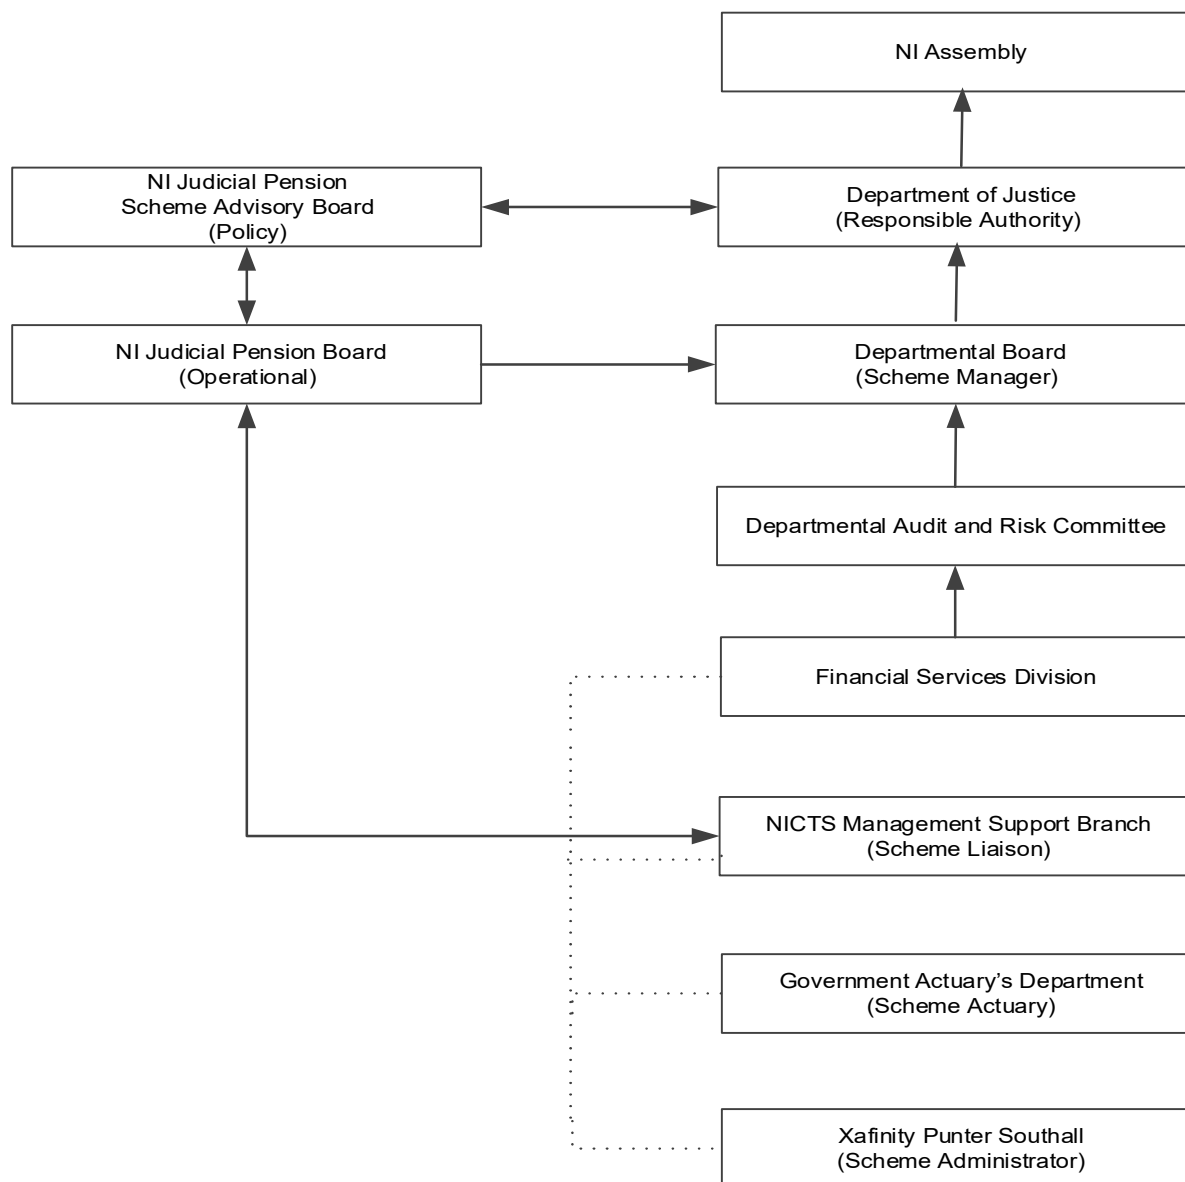 NI Assembly
NI Judicial Pension
Scheme Advisory Board
(Policy)
Department of Justice
(Responsible Authority)
NI Judicial Pension Board
(Operational)
Departmental Board
(Scheme Manager)
Departmental Audit and Risk Committee
Financial Services Division
NICTS Management Support Branch
(Scheme Liaison)
Government Actuary’s Department
(Scheme Actuary)
Xafinity Punter Southall
(Scheme Administrator)